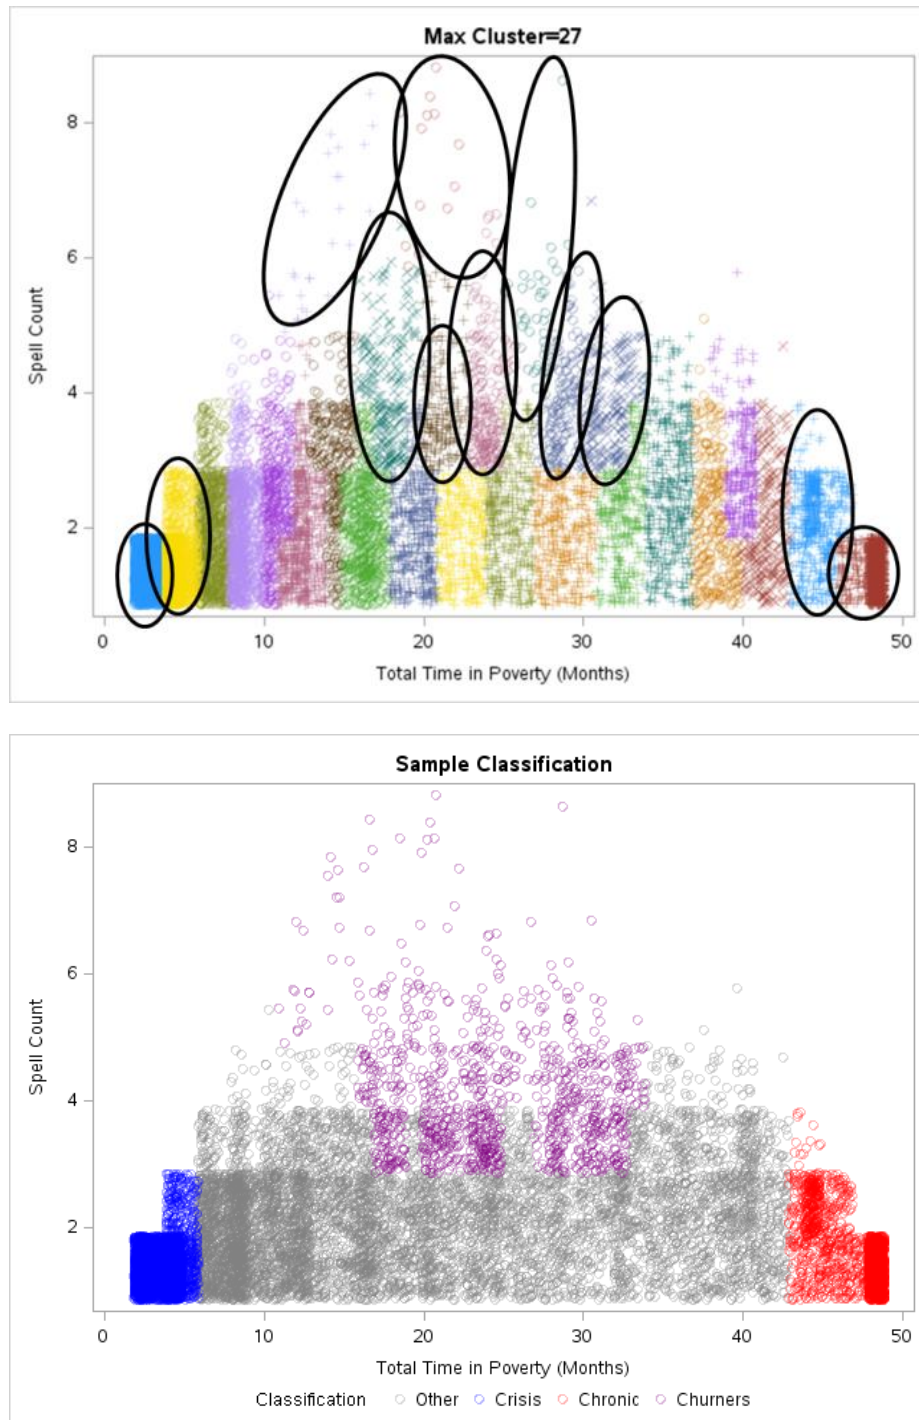 Max Cluster=27
8
6
4
2
Spell Count
0 10 20 30 40 50
Total Time in Poverty (Months)
Sample Classification
8
6
4
2
Spell Count
0 10 20 30 40 50
Total Time in Poverty (Months)
Classification Other Crisis Chronic Churners